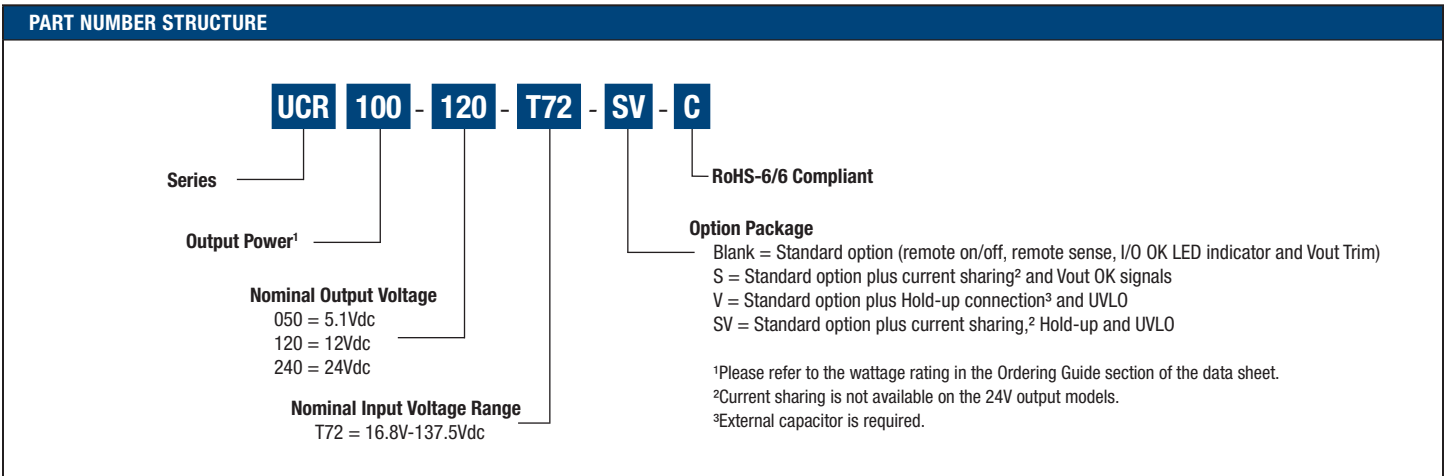 PART NUMBER STRUCTURE
UCR 100 - 120 - T72 - SV - C
Series
RoHS-6/6 Compliant
Output Power¹
Option Package
Blank = Standard option (remote on/off, remote sense, I/O OK LED indicator and Vout Trim)
S = Standard option plus current sharing² and Vout OK signals
V = Standard option plus Hold-up connection³ and UVLO
SV = Standard option plus current sharing,² Hold-up and UVLO
Nominal Output Voltage
050 = 5.1Vdc
120 = 12Vdc
240 = 24Vdc
Nominal Input Voltage Range
T72 = 16.8V-137.5Vdc
¹Please refer to the wattage rating in the Ordering Guide section of the data sheet.
²Current sharing is not available on the 24V output models.
³External capacitor is required.